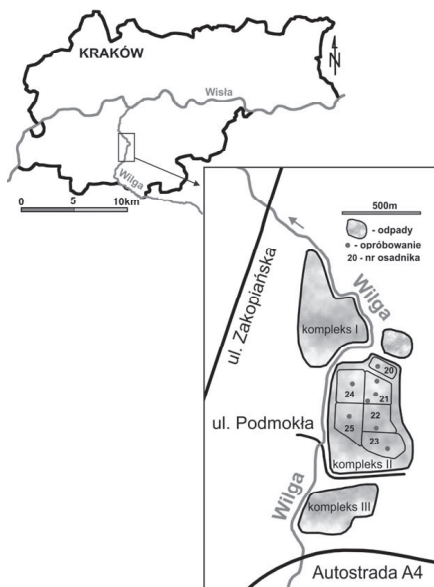 KRAKÓW
N
Wisła
Wilga
0 5 10km
500m
- odpady
- opróbowanie
20 - nr osadnika
ul. Zakopiańska
Wilga
kompleks I
20
24
21
22
25
23
ul. Podmokła
kompleks II
Wilga
kompleks III
Autostrada A4